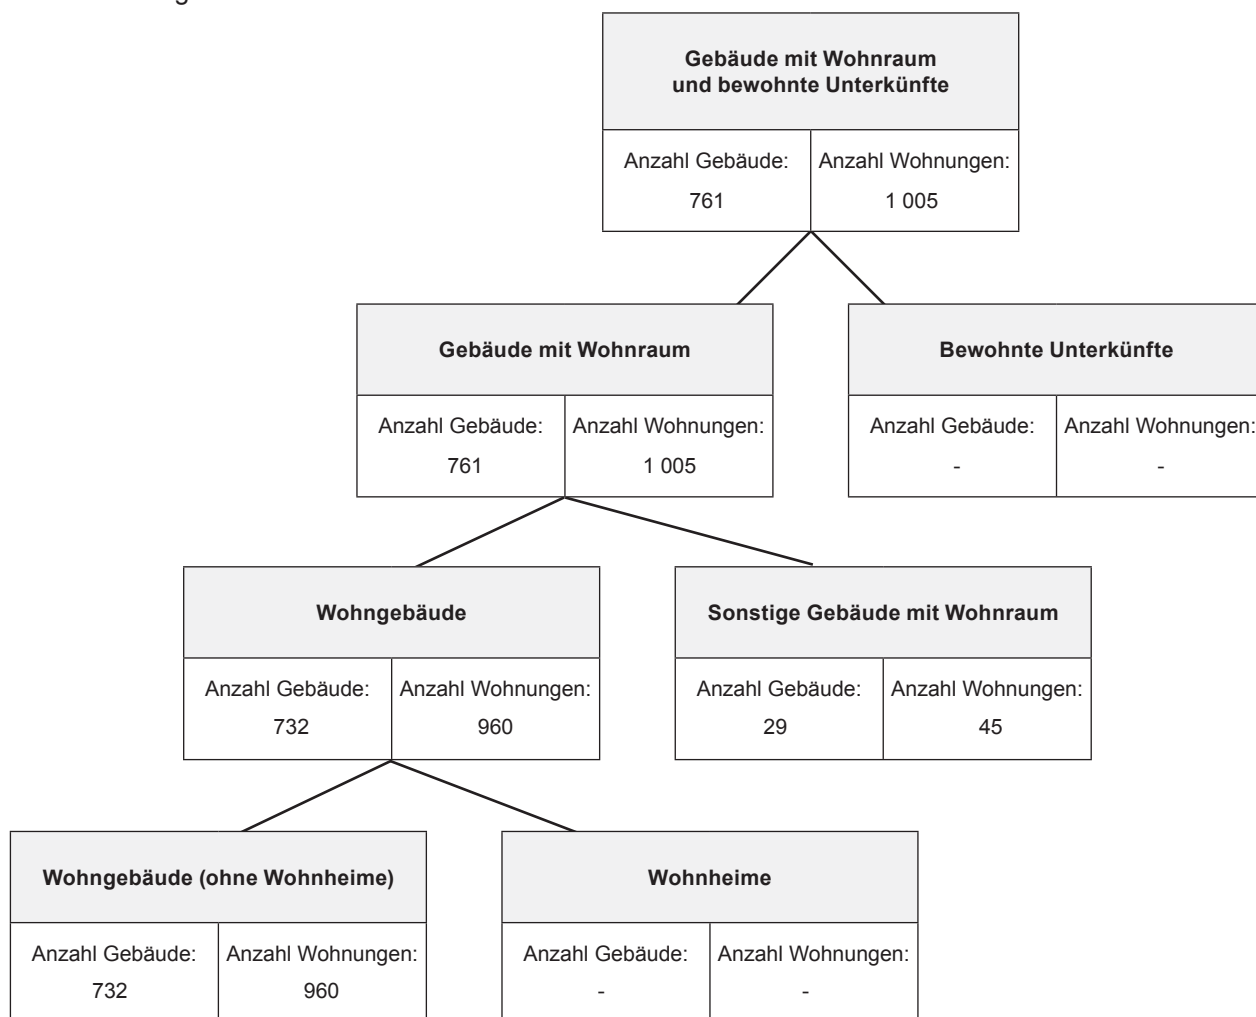 Gebäude mit Wohnraum
und bewohnte Unterkünfte
Anzahl Gebäude: Anzahl Wohnungen:
761 1 005
Gebäude mit Wohnraum
Anzahl Gebäude: Anzahl Wohnungen:
761 1 005
Bewohnte Unterkünfte
Anzahl Gebäude: Anzahl Wohnungen:
- -
Wohngebäude
Anzahl Gebäude: Anzahl Wohnungen:
732 960
Sonstige Gebäude mit Wohnraum
Anzahl Gebäude: Anzahl Wohnungen:
29 45
Wohngebäude (ohne Wohnheime)
Anzahl Gebäude: Anzahl Wohnungen:
732 960
Wohnheime
Anzahl Gebäude: Anzahl Wohnungen:
- -